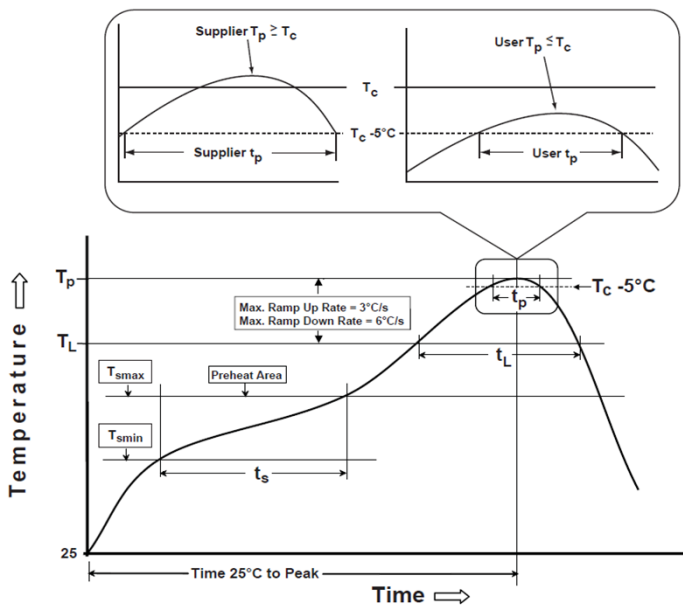 Supplier Tp ≥ Tc
User Tp ≤ Tc
Tc
Tc -5°C
Supplier tp
User tp
Tp
Tc -5°C
tp
Max. Ramp Up Rate = 3°C/s
Max. Ramp Down Rate = 6°C/s
TL
tL
Tsmax
Preheat Area
Tsmin
ts
Temperature
25
Time 25°C to Peak
Time